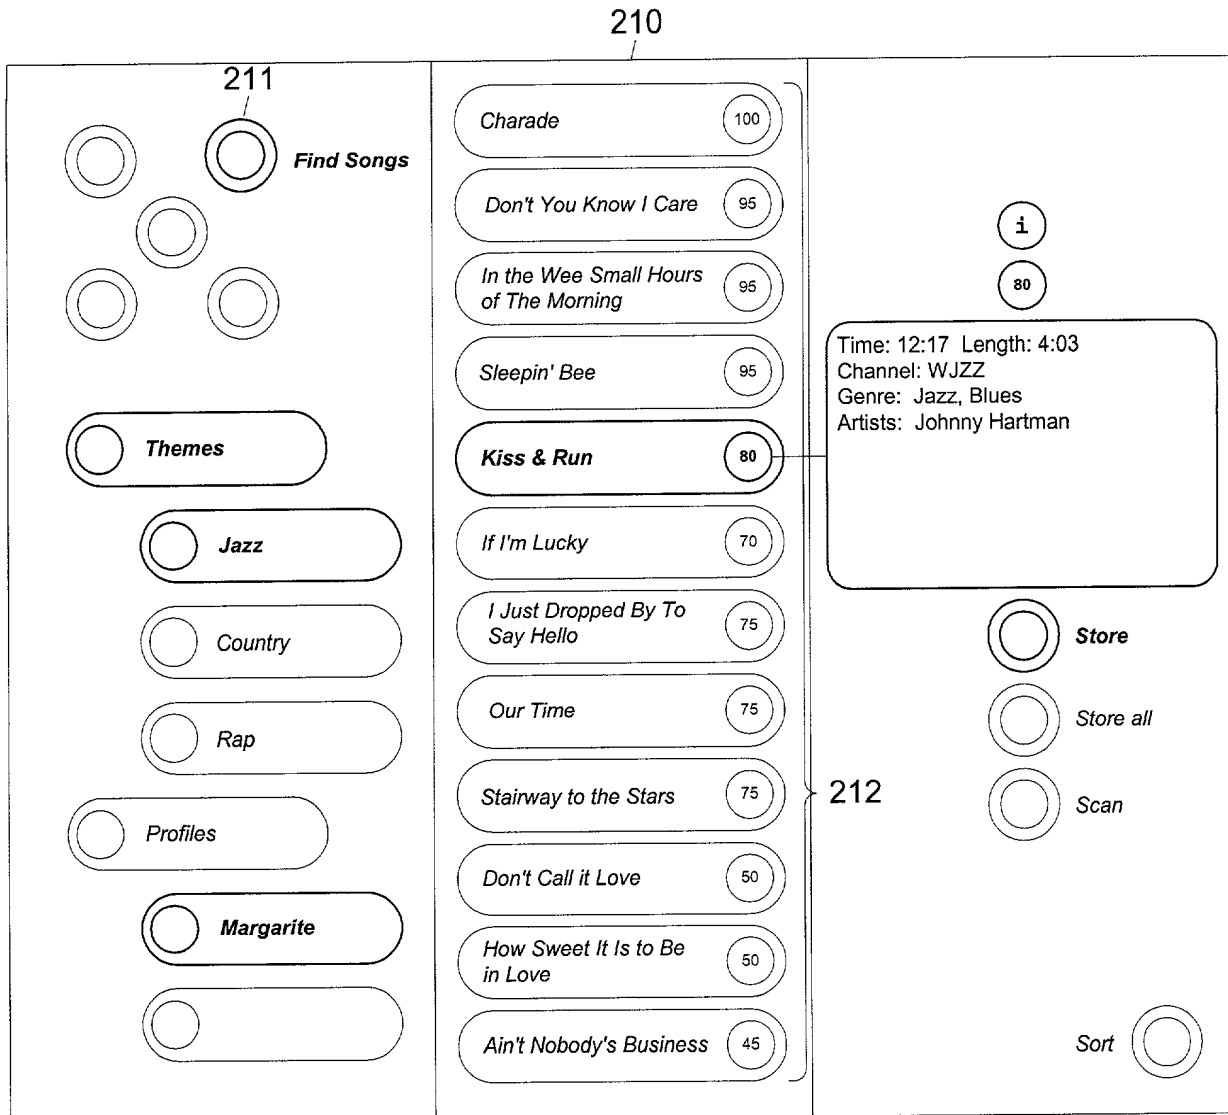 210
211
Find Songs
Themes
Jazz
Country
Rap
Profiles
Margarite
Charade 100
Don't You Know I Care 95
In the Wee Small Hours
of The Morning 95
Sleepin' Bee 95
Kiss & Run 80
If I'm Lucky 70
I Just Dropped By To
Say Hello 75
Our Time 75
Stairway to the Stars 75
Don't Call it Love 50
How Sweet It Is to Be
in Love 50
Ain't Nobody's Business 45
212
i
80
Time: 12:17 Length: 4:03
Channel: WJZZ
Genre: Jazz, Blues
Artists: Johnny Hartman
Store
Store all
Scan
Sort